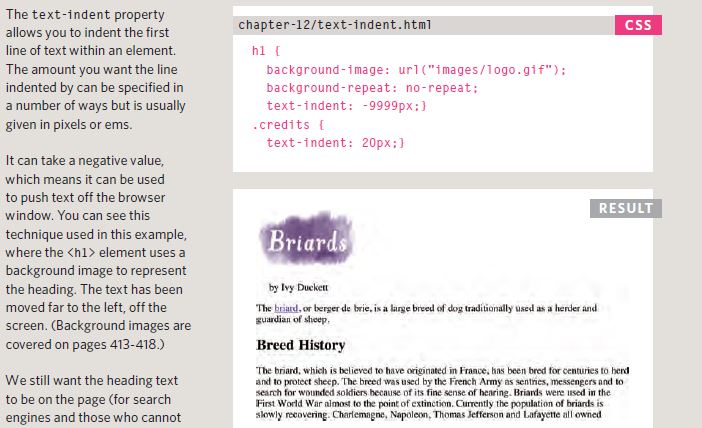 The text-indent property
allows you to indent the first
line of text within an element.
The amount you want the line
indented by can be specified in
a number of ways but is usually
given in pixels or ems.
It can take a negative value,
which means it can be used
to push text off the browser
window. You can see this
technique used in this example,
where the <h1> element uses a
background image to represent
the heading. The text has been
moved far to the left, off the
screen. (Background images are
covered on pages 413-418.)
We still want the heading text
to be on the page (for search
engines and those who cannot
chapter-12/text-indent.html
CSS
h1 {
background-image: url("images/logo.gif");
background-repeat: no-repeat;
text-indent: -9999px;}
.credits {
text-indent: 20px;}
RESULT
Briards
by Ivy Duckett
The briard, or berger de brie, is a large breed of dog traditionally used as a herder and
guardian of sheep.
Breed History
The briard, which is believed to have originated in France, has been bred for centuries to herd
and to protect sheep. The breed was used by the French Army as sentries, messengers and to
search for wounded soldiers because of its fine sense of hearing. Briards were used in the
First World War almost to the point of extinction. Currently the population of briards is
slowly recovering. Charlemagne, Napoleon, Thomas Jefferson and Lafayette all owned